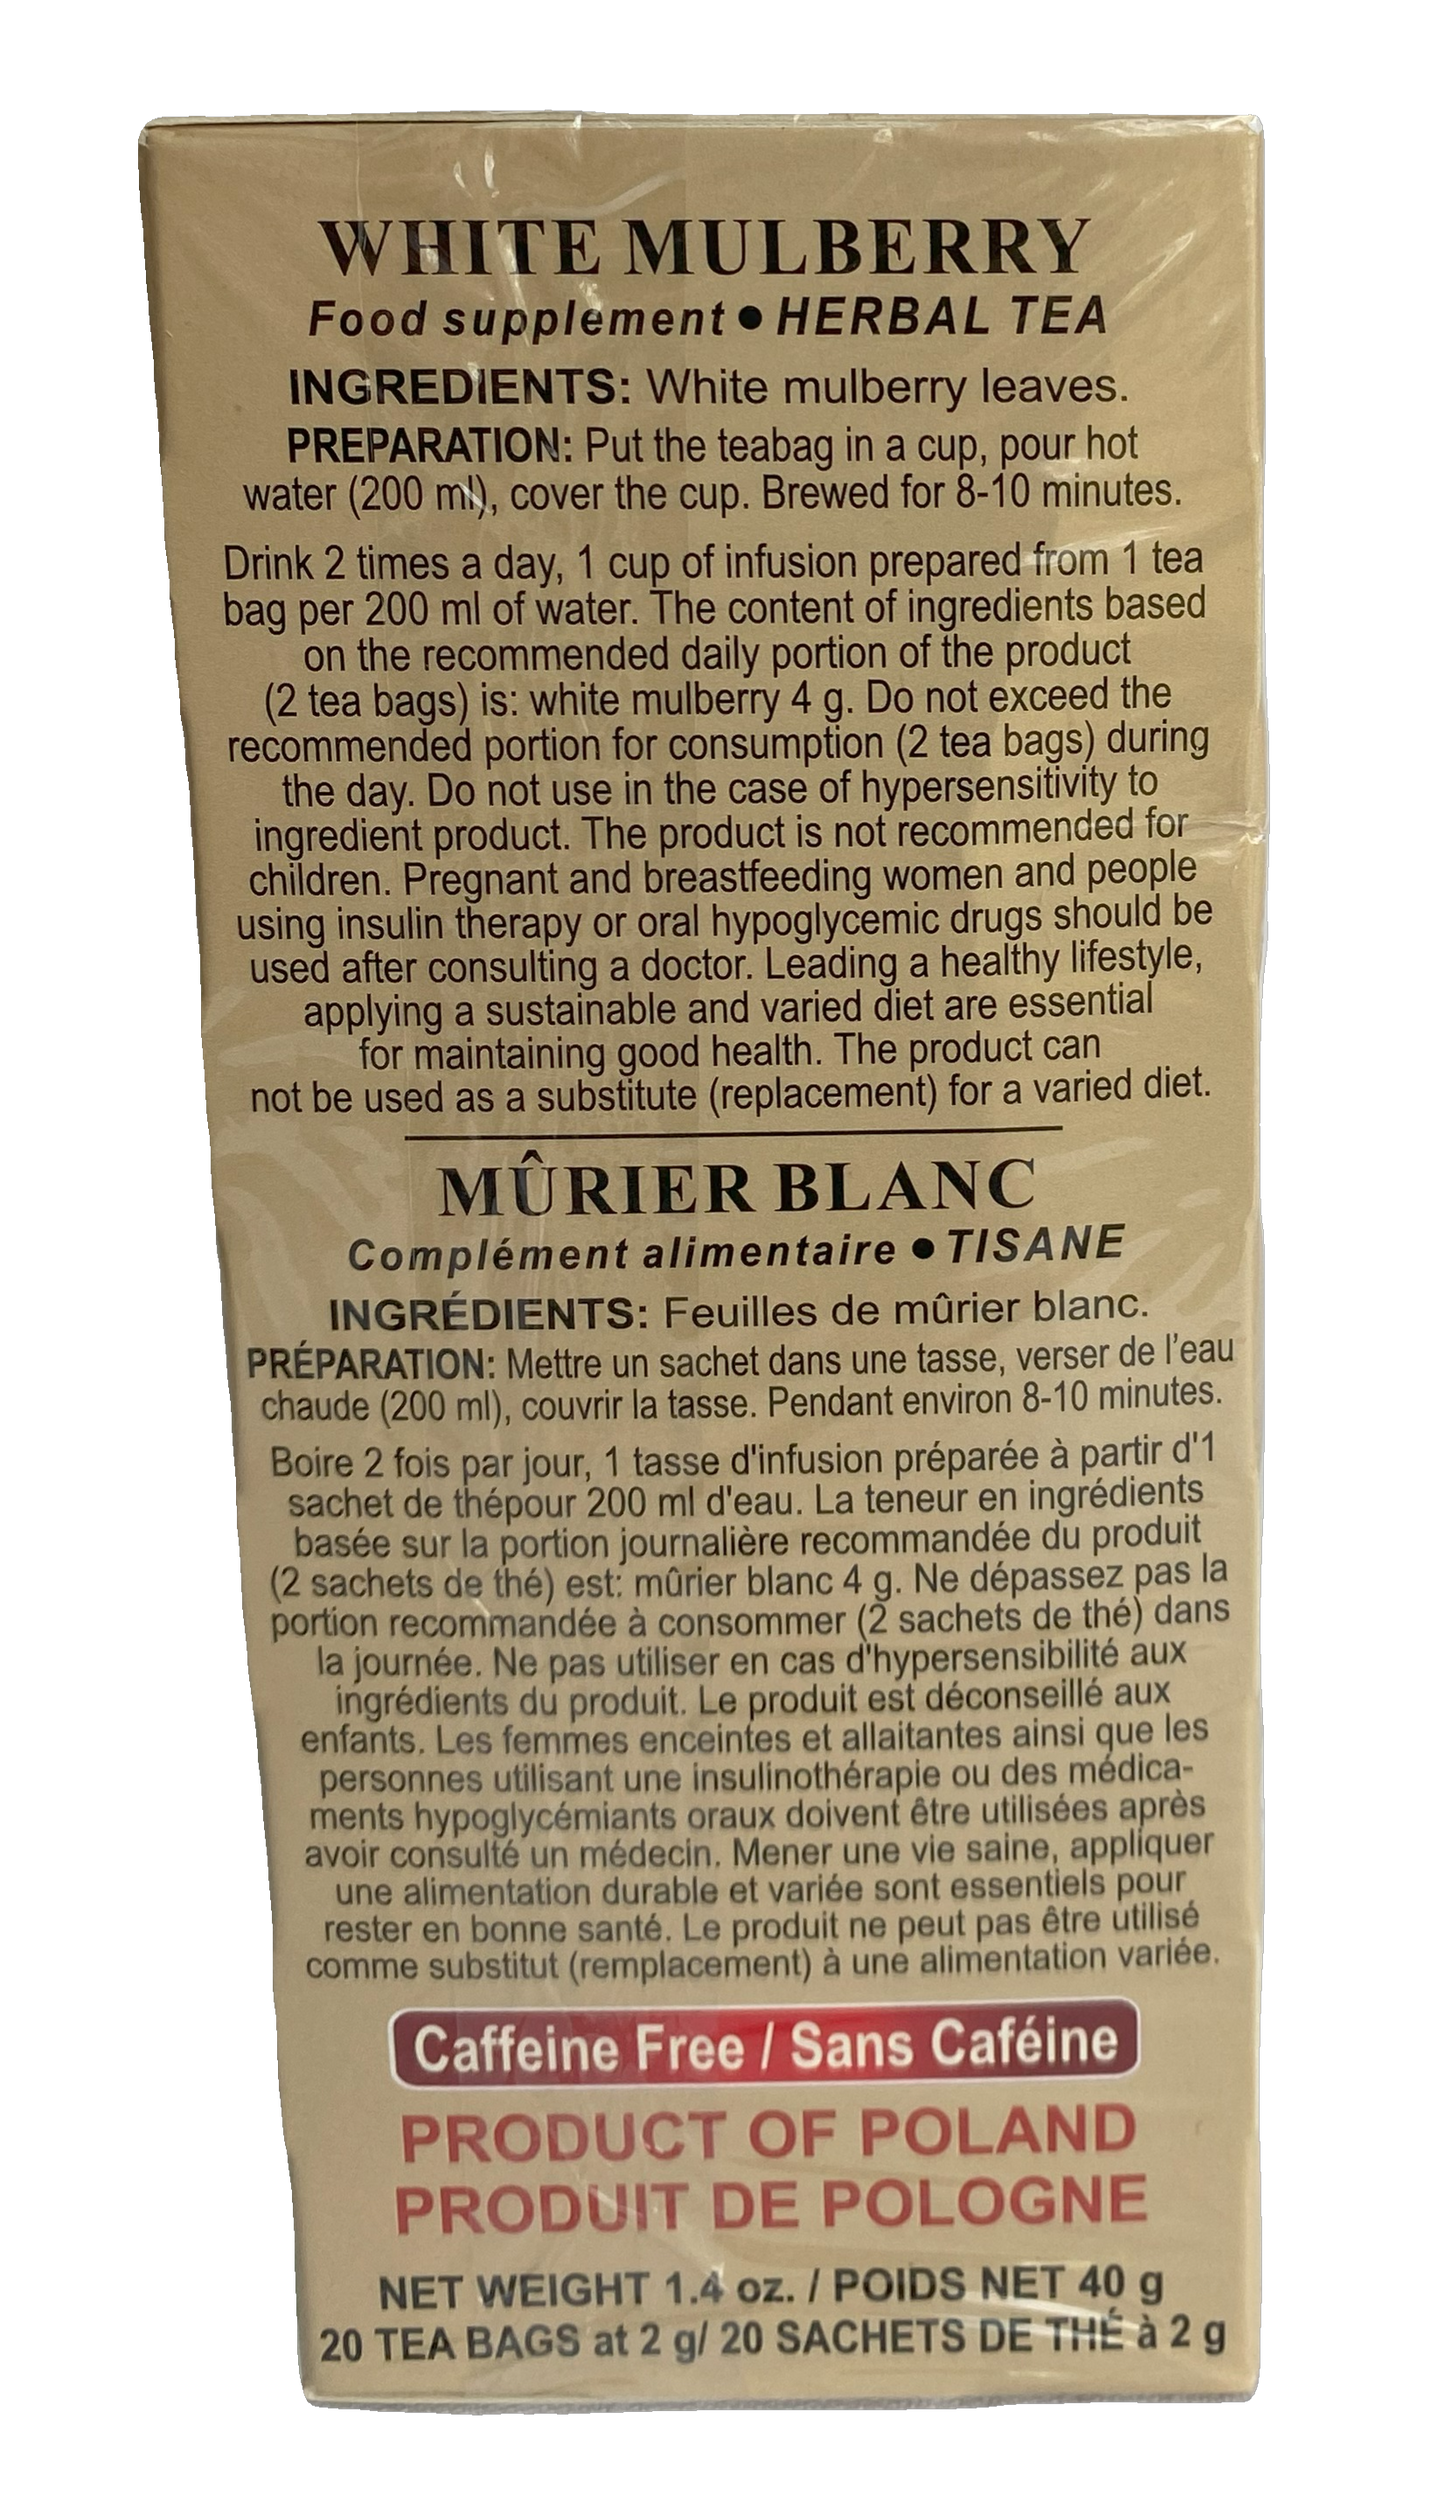 WHITE MULBERRY
Food supplement ● HERBAL TEA
INGREDIENTS: White mulberry leaves.
PREPARATION: Put the teabag in a cup, pour hot
water (200 ml), cover the cup. Brewed for 8-10 minutes.
Drink 2 times a day, 1 cup of infusion prepared from 1 tea
bag per 200 ml of water. The content of ingredients based
on the recommended daily portion of the product
(2 tea bags) is: white mulberry 4 g. Do not exceed the
recommended portion for consumption (2 tea bags) during
the day. Do not use in the case of hypersensitivity to
ingredient product. The product is not recommended for
children. Pregnant and breastfeeding women and people
using insulin therapy or oral hypoglycemic drugs should be
used after consulting a doctor. Leading a healthy lifestyle,
applying a sustainable and varied diet are essential
for maintaining good health. The product can
not be used as a substitute (replacement) for a varied diet.
MÛRIER BLANC
Complément alimentaire ● TISANE
INGRÉDIENTS: Feuilles de mûrier blanc.
PRÉPARATION: Mettre un sachet dans une tasse, verser de l'eau
chaude (200 ml), couvrir la tasse. Pendant environ 8-10 minutes.
Boire 2 fois par jour, 1 tasse d'infusion préparée à partir d'1
sachet de thépour 200 ml d'eau. La teneur en ingrédients
basée sur la portion journalière recommandée du produit
(2 sachets de thé) est: mûrier blanc 4 g. Ne dépassez pas la
portion recommandée à consommer (2 sachets de thé) dans
la journée. Ne pas utiliser en cas d'hypersensibilité aux
ingrédients du produit. Le produit est déconseillé aux
enfants. Les femmes enceintes et allaitantes ainsi que les
personnes utilisant une insulinothérapie ou des médica-
ments hypoglycémiants oraux doivent être utilisées après
avoir consulté un médecin. Mener une vie saine, appliquer
une alimentation durable et variée sont essentiels pour
rester en bonne santé. Le produit ne peut pas être utilisé
comme substitut (remplacement) à une alimentation variée.
Caffeine Free / Sans Caféine
PRODUCT OF POLAND
PRODUIT DE POLOGNE
NET WEIGHT 1.4 oz. / POIDS NET 40 g
20 TEA BAGS at 2 g/ 20 SACHETS DE THÉ à 2 g